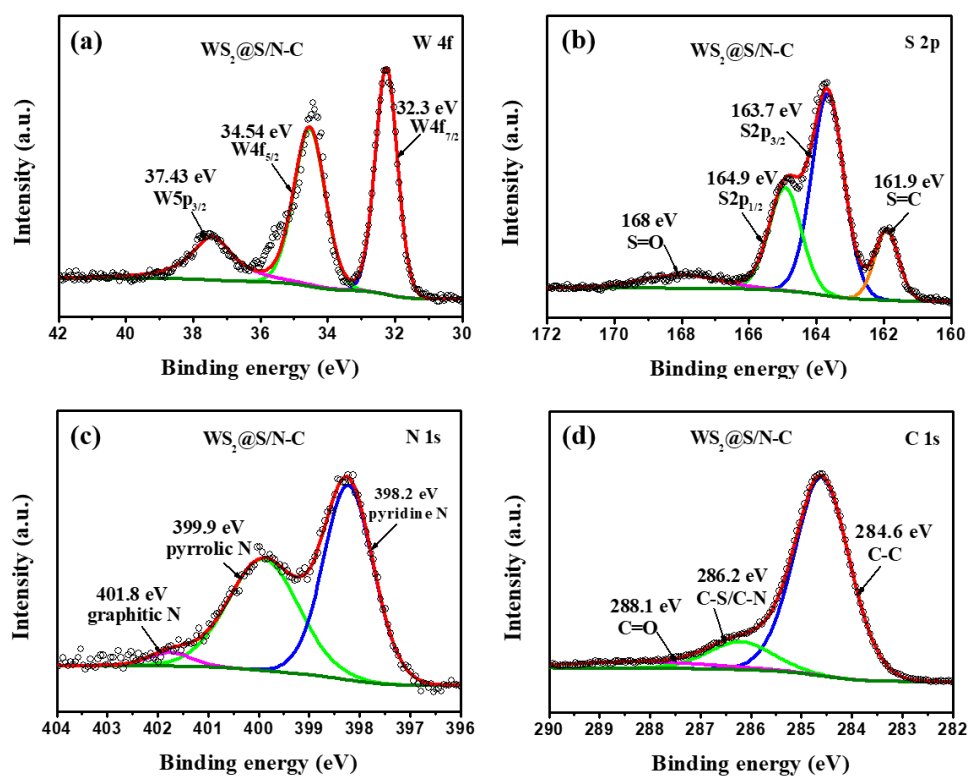 (a)
W 4f
WS₂@S/N-C
32.3 eV
W4f₇/₂
34.54 eV
W4f₅/₂
37.43 eV
W5p₃/₂
Intensity (a.u.)
42 40 38 36 34 32 30
Binding energy (eV)
(b)
S 2p
WS₂@S/N-C
163.7 eV
S2p₃/₂
164.9 eV
S2p₁/₂
161.9 eV
S=C
168 eV
S=O
Intensity (a.u.)
172 170 168 166 164 162 160
Binding energy (eV)
(c)
N 1s
WS₂@S/N-C
398.2 eV
pyridine N
399.9 eV
pyrrolic N
401.8 eV
graphitic N
Intensity (a.u.)
404 403 402 401 400 399 398 397 396
Binding energy (eV)
(d)
C 1s
WS₂@S/N-C
284.6 eV
C-C
286.2 eV
C-S/C-N
288.1 eV
C=O
Intensity (a.u.)
290 289 288 287 286 285 284 283 282
Binding energy (eV)